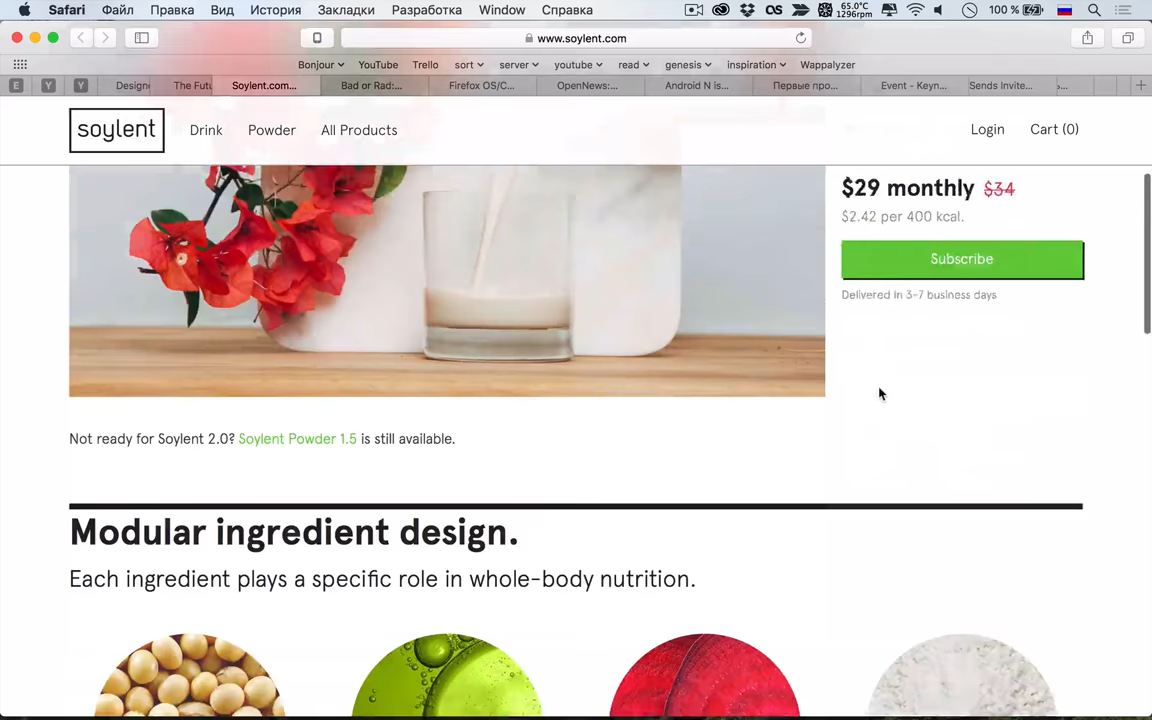 Safari Файл Правка Вид История Закладки Разработка Window Справка
65.0°C
1296rpm
100 %
www.soylent.com
Bonjour YouTube Trello sort server youtube read genesis inspiration Wappalyzer
E Y Y Design The Futu Soylent.com... Bad or Rad:... Firefox OS/C... OpenNews:... Android N is... Первые про... Event - Keyn... Sends Invite...
soylent Drink Powder All Products Login Cart (0)
$29 monthly $34
$2.42 per 400 kcal.
Subscribe
Delivered in 3-7 business days
Not ready for Soylent 2.0? Soylent Powder 1.5 is still available.
Modular ingredient design.
Each ingredient plays a specific role in whole-body nutrition.